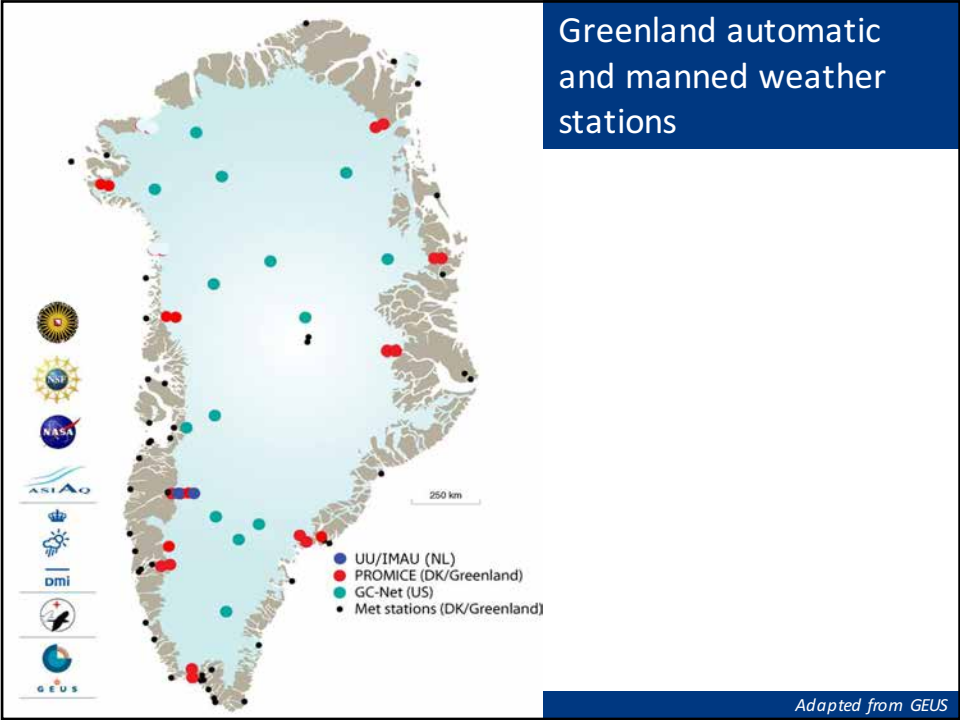 Greenland automatic
and manned weather
stations
NSF
NASA
ASIAQ
dmi
GEUS
250 km
UU/IMAU (NL)
PROMICE (DK/Greenland)
GC-Net (US)
Met stations (DK/Greenland)
Adapted from GEUS